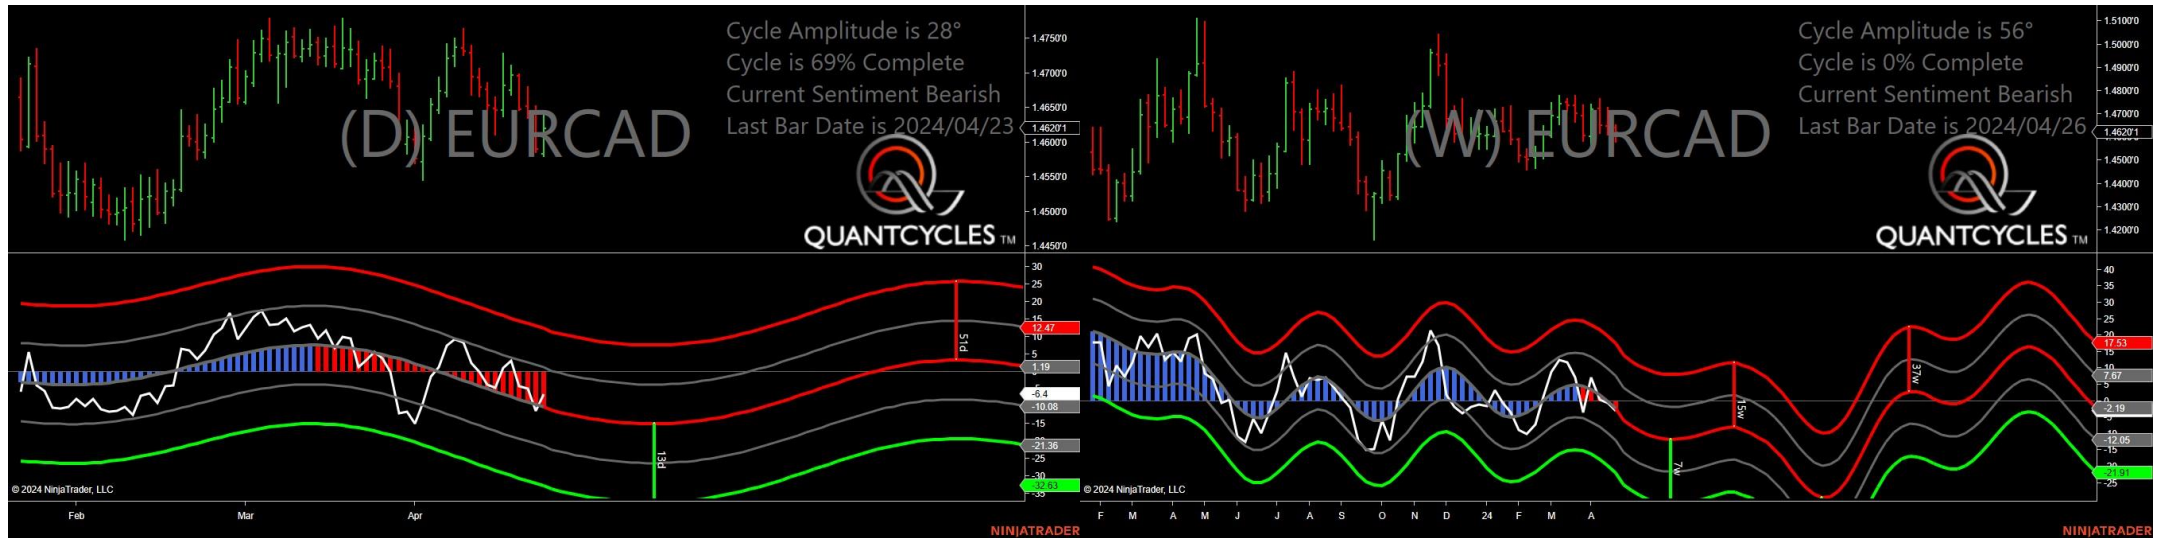 Cycle Amplitude is 28°
Cycle is 69% Complete
Current Sentiment Bearish
Last Bar Date is 2024/04/23
(D) EURCAD
QUANTCYCLES TM
1.4750'0
1.4700'0
1.4650'0
1.4620'1
1.4600'0
1.4550'0
1.4500'0
1.4450'0
30
25
20
15
12.47
10
5
1.19
-6.4
-10.08
-15
-21.36
-25
-30
-32.63
-35
51d
13d
© 2024 NinjaTrader, LLC
Feb
Mar
Apr
NINJATRADER
Cycle Amplitude is 56°
Cycle is 0% Complete
Current Sentiment Bearish
Last Bar Date is 2024/04/26
(W) EURCAD
QUANTCYCLES TM
1.5100'0
1.5000'0
1.4900'0
1.4800'0
1.4700'0
1.4620'1
1.4500'0
1.4400'0
1.4300'0
1.4200'0
40
35
30
25
20
17.53
15
10
7.67
5
0
-2.19
-10
-12.05
-15
-21.91
-25
15w
37w
7w
© 2024 NinjaTrader, LLC
F
M
A
M
J
J
A
S
O
N
D
24
F
M
A
NINJATRADER